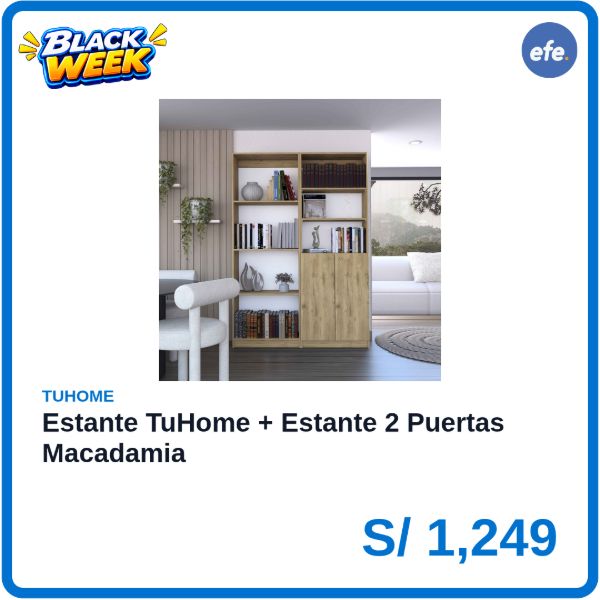 BLACK
WEEK
efe.
TUHOME
Estante TuHome + Estante 2 Puertas
Macadamia
S/ 1,249